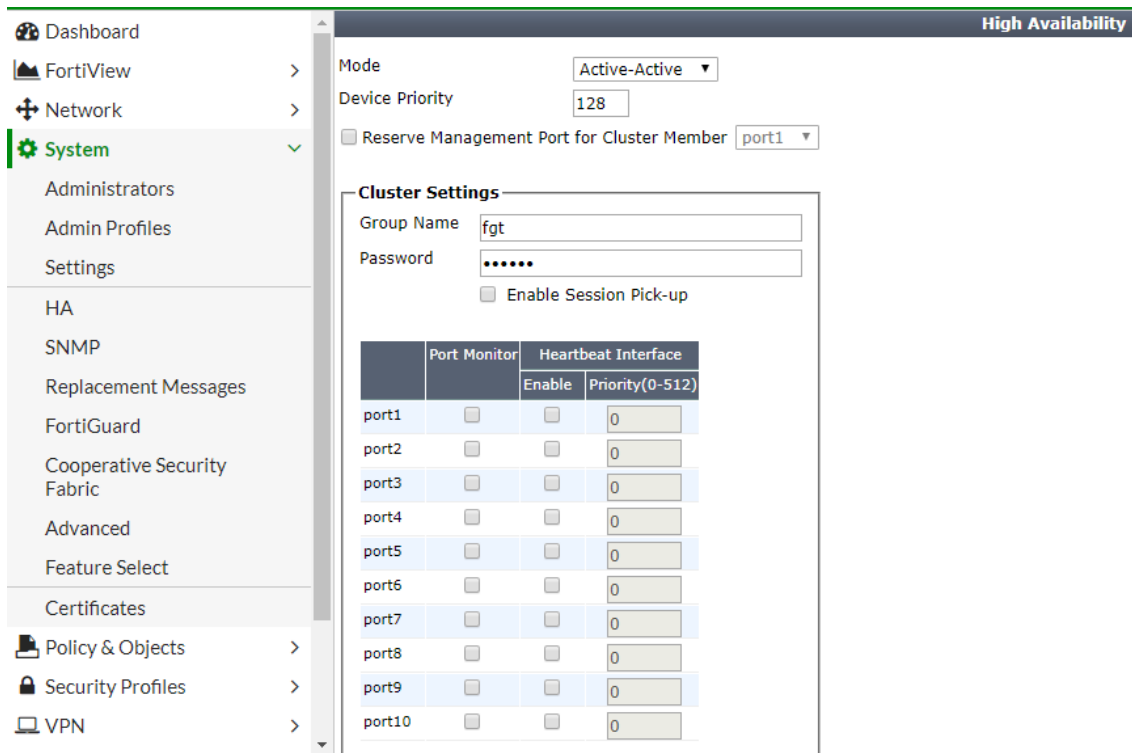 Dashboard
FortiView
Network
System
Administrators
Admin Profiles
Settings
HA
SNMP
Replacement Messages
FortiGuard
Cooperative Security
Fabric
Advanced
Feature Select
Certificates
Policy & Objects
Security Profiles
VPN
High Availability
Mode Active-Active
Device Priority 128
Reserve Management Port for Cluster Member port1
Cluster Settings
Group Name fgt
Password ••••••
Enable Session Pick-up
Port Monitor Heartbeat Interface
Enable Priority(0-512)
port1 0
port2 0
port3 0
port4 0
port5 0
port6 0
port7 0
port8 0
port9 0
port10 0